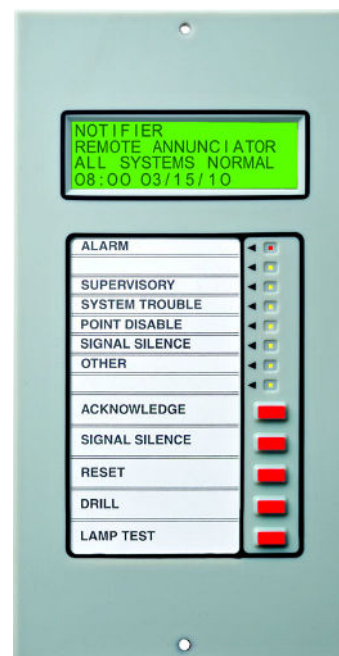 NOTIFIER
REMOTE ANNUNCIATOR
ALL SYSTEMS NORMAL
08:00 03/15/10
ALARM
SUPERVISORY
SYSTEM TROUBLE
POINT DISABLE
SIGNAL SILENCE
OTHER
ACKNOWLEDGE
SIGNAL SILENCE
RESET
DRILL
LAMP TEST